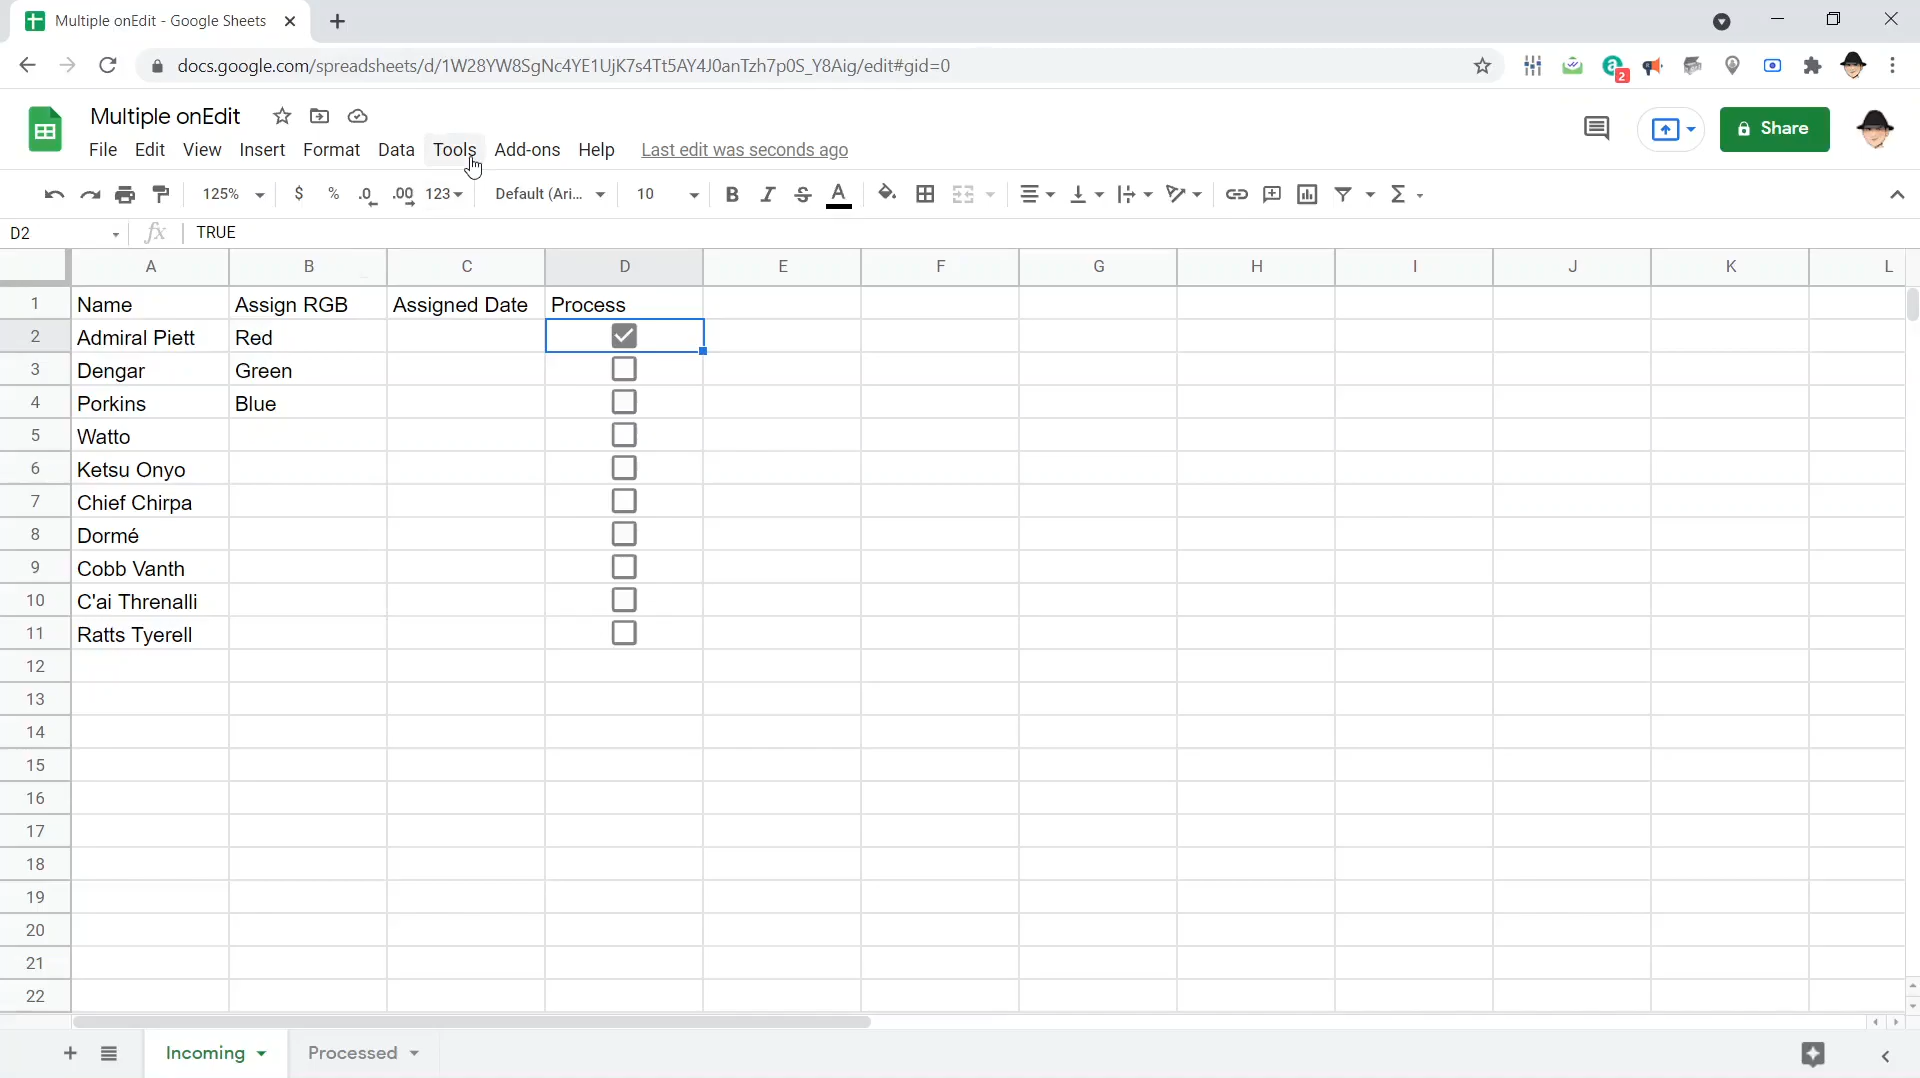 Multiple onEdit - Google Sheets
docs.google.com/spreadsheets/d/1W28YW8SgNc4YE1UjK7s4Tt5AY4J0anTzh7p0S_Y8Aig/edit#gid=0
2
Multiple onEdit
File Edit View Insert Format Data Tools Add-ons Help Last edit was seconds ago
Share
125% $ % .0 .00 123 Default (Ari... 10 B I S A
D2 fx TRUE
A B C D E F G H I J K L
1 Name Assign RGB Assigned Date Process
2 Admiral Piett Red
3 Dengar Green
4 Porkins Blue
5 Watto
6 Ketsu Onyo
7 Chief Chirpa
8 Dormé
9 Cobb Vanth
10 C'ai Threnalli
11 Ratts Tyerell
12
13
14
15
16
17
18
19
20
21
22
Incoming Processed